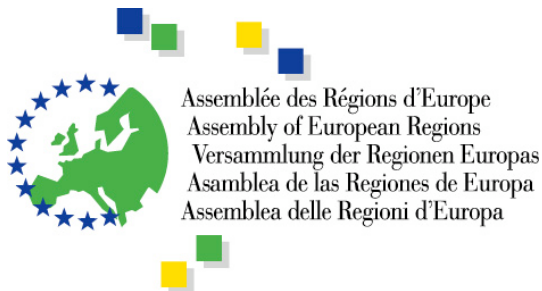 Assemblée des Régions d'Europe
Assembly of European Regions
Versammlung der Regionen Europas
Asamblea de las Regiones de Europa
Assemblea delle Regioni d'Europa